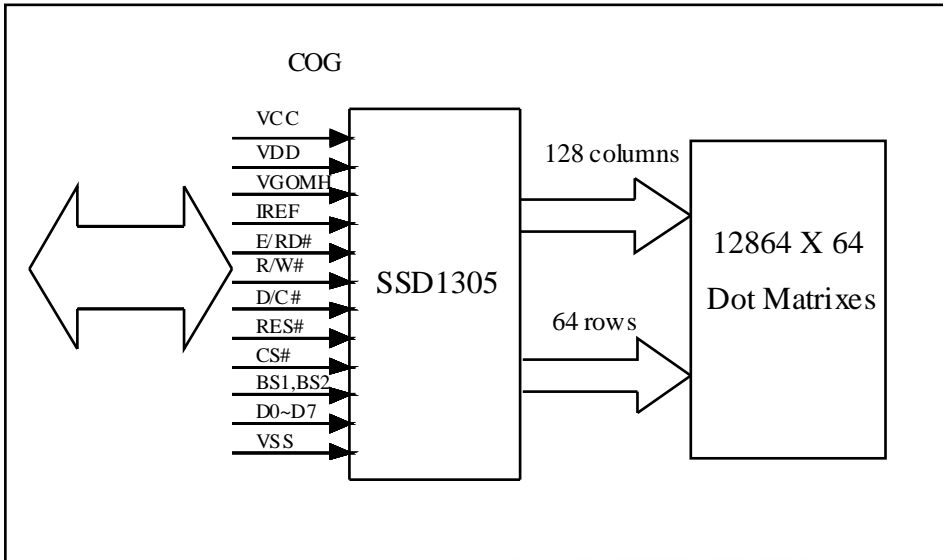 COG
VCC
VDD
VGOMH
IREF
E/RD#
R/W#
D/C#
RES#
CS#
BS1,BS2
D0~D7
VSS
SSD1305
128 columns
64 rows
12864 X 64
Dot Matrixes